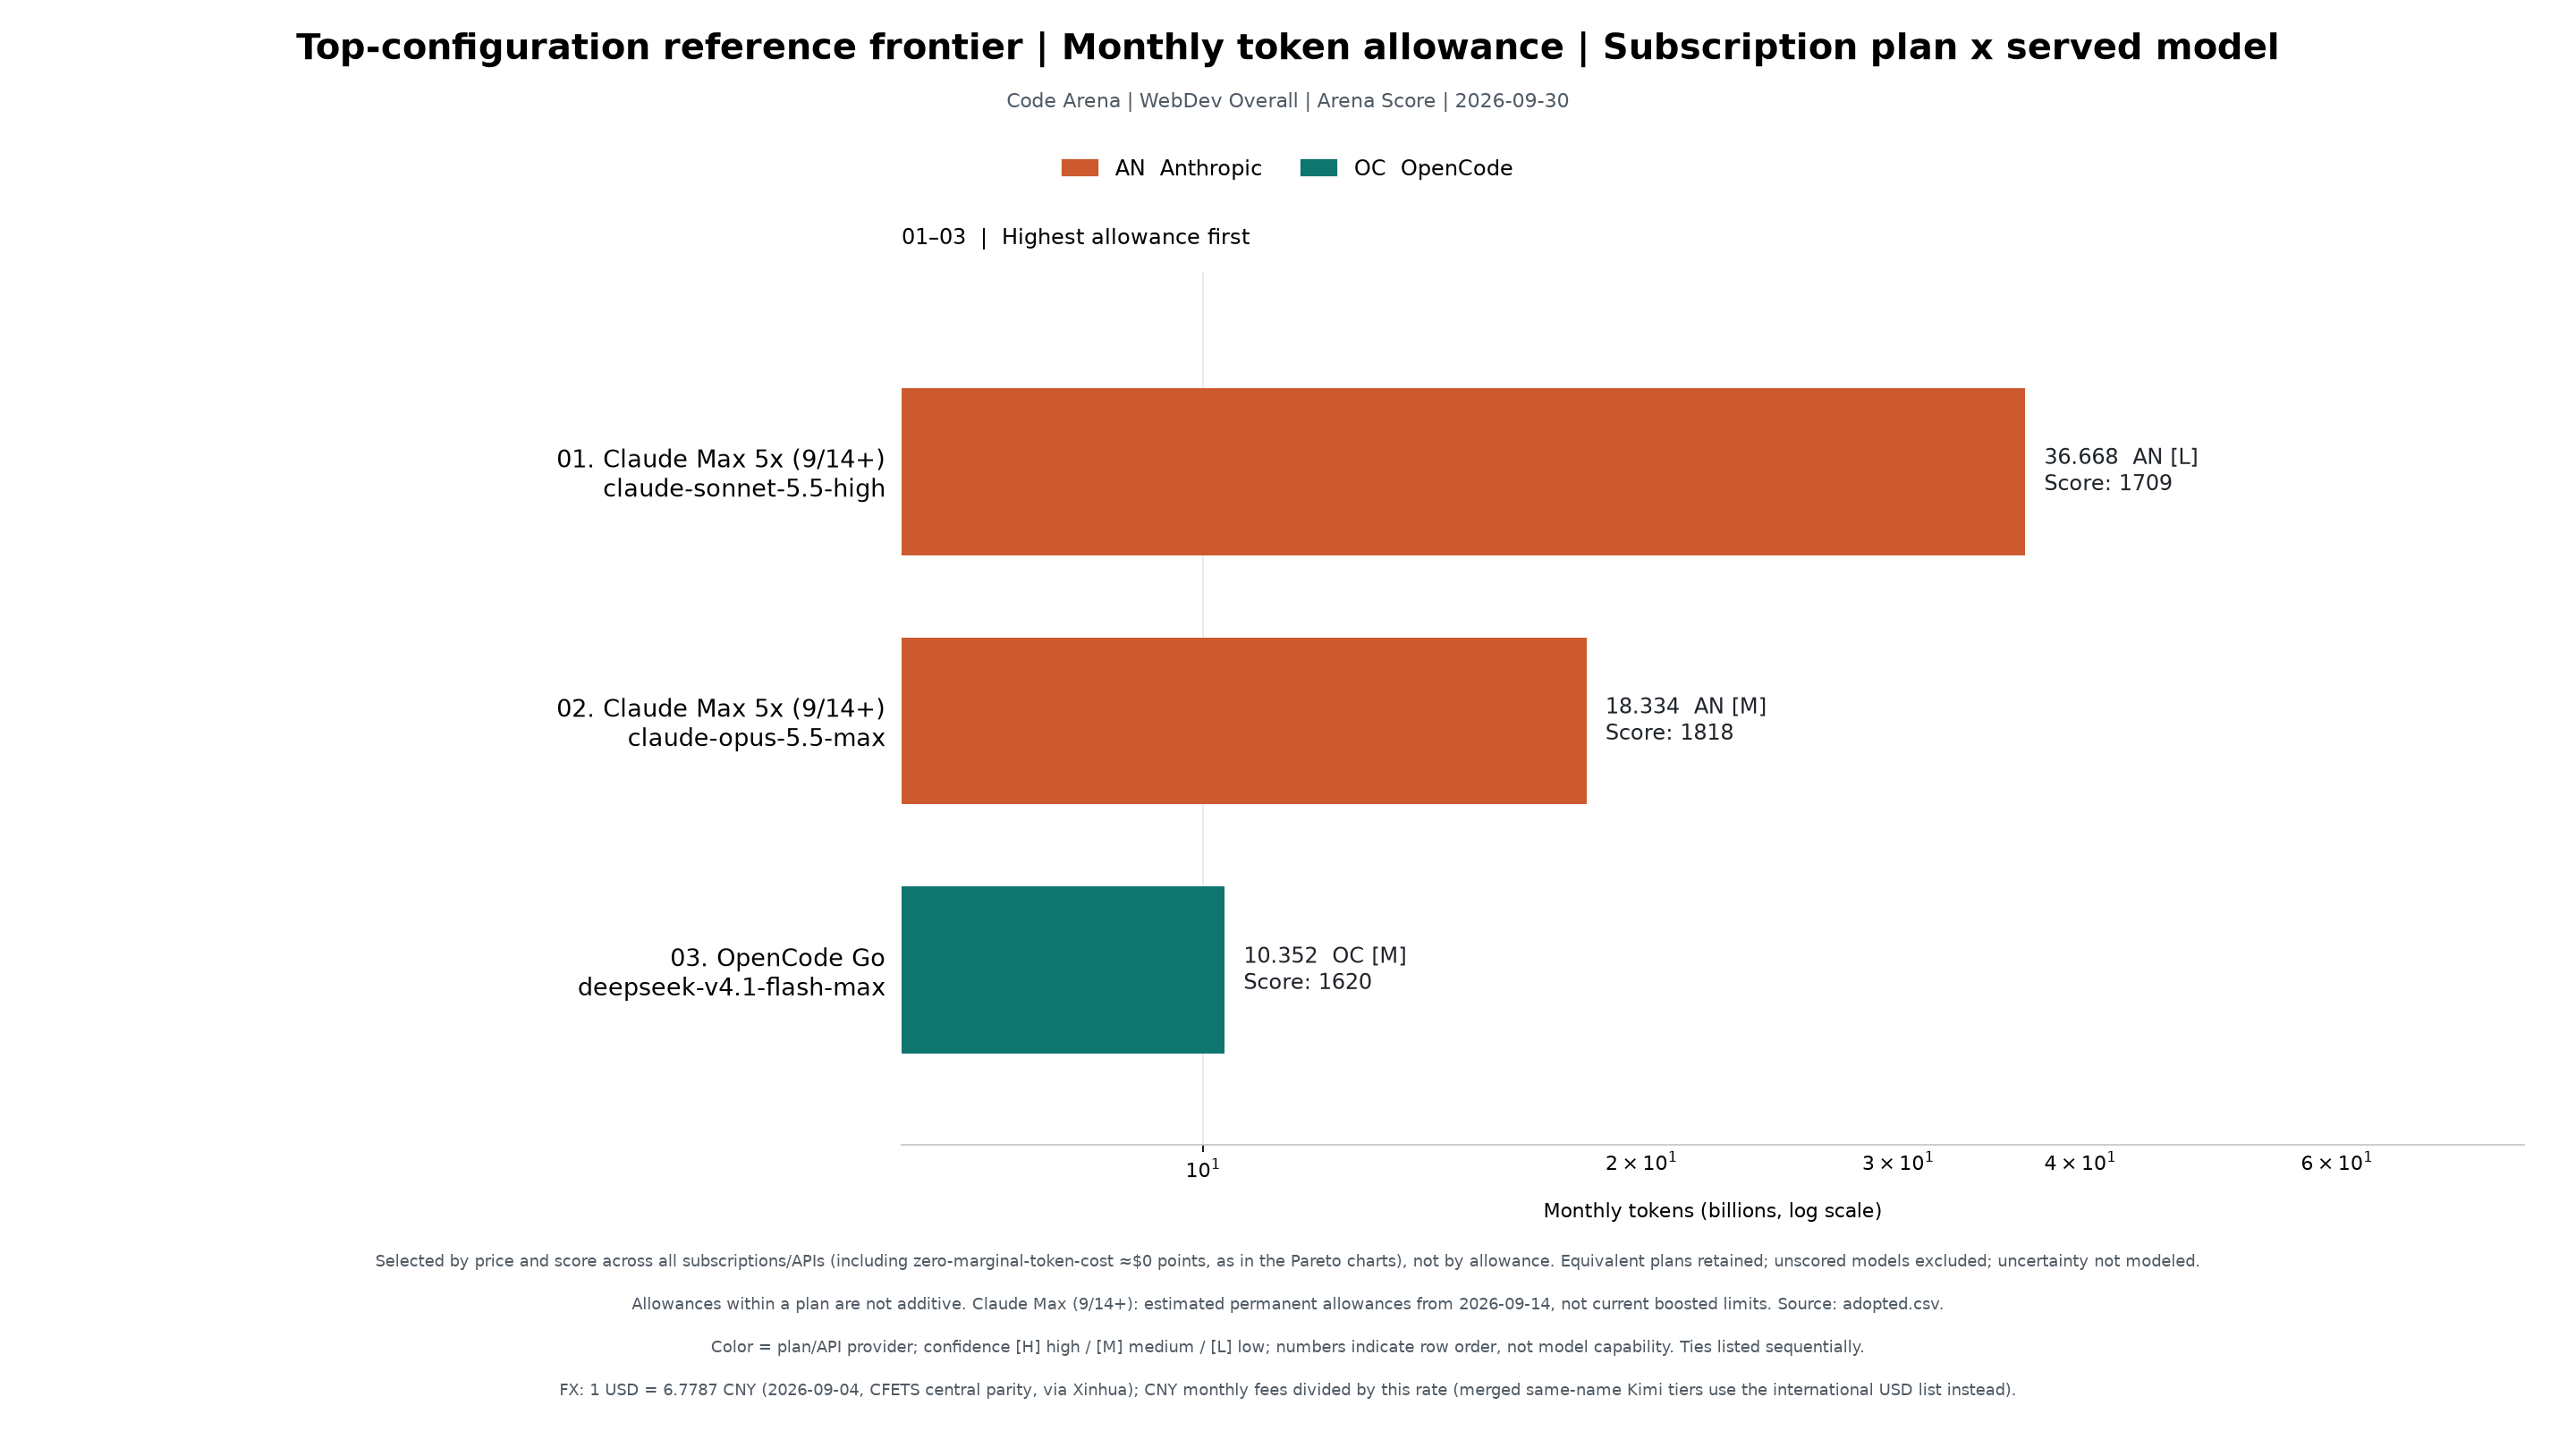 Top-configuration reference frontier | Monthly token allowance | Subscription plan x served model
Code Arena | WebDev Overall | Arena Score | 2026-09-30
AN Anthropic
OC OpenCode
01–03 | Highest allowance first
01. Claude Max 5x (9/14+)
claude-sonnet-5.5-high
36.668 AN [L]
Score: 1709
02. Claude Max 5x (9/14+)
claude-opus-5.5-max
18.334 AN [M]
Score: 1818
03. OpenCode Go
deepseek-v4.1-flash-max
10.352 OC [M]
Score: 1620
10¹
2 × 10¹
3 × 10¹
4 × 10¹
6 × 10¹
Monthly tokens (billions, log scale)
Selected by price and score across all subscriptions/APIs (including zero-marginal-token-cost ≈$0 points, as in the Pareto charts), not by allowance. Equivalent plans retained; unscored models excluded; uncertainty not modeled.
Allowances within a plan are not additive. Claude Max (9/14+): estimated permanent allowances from 2026-09-14, not current boosted limits. Source: adopted.csv.
Color = plan/API provider; confidence [H] high / [M] medium / [L] low; numbers indicate row order, not model capability. Ties listed sequentially.
FX: 1 USD = 6.7787 CNY (2026-09-04, CFETS central parity, via Xinhua); CNY monthly fees divided by this rate (merged same-name Kimi tiers use the international USD list instead).